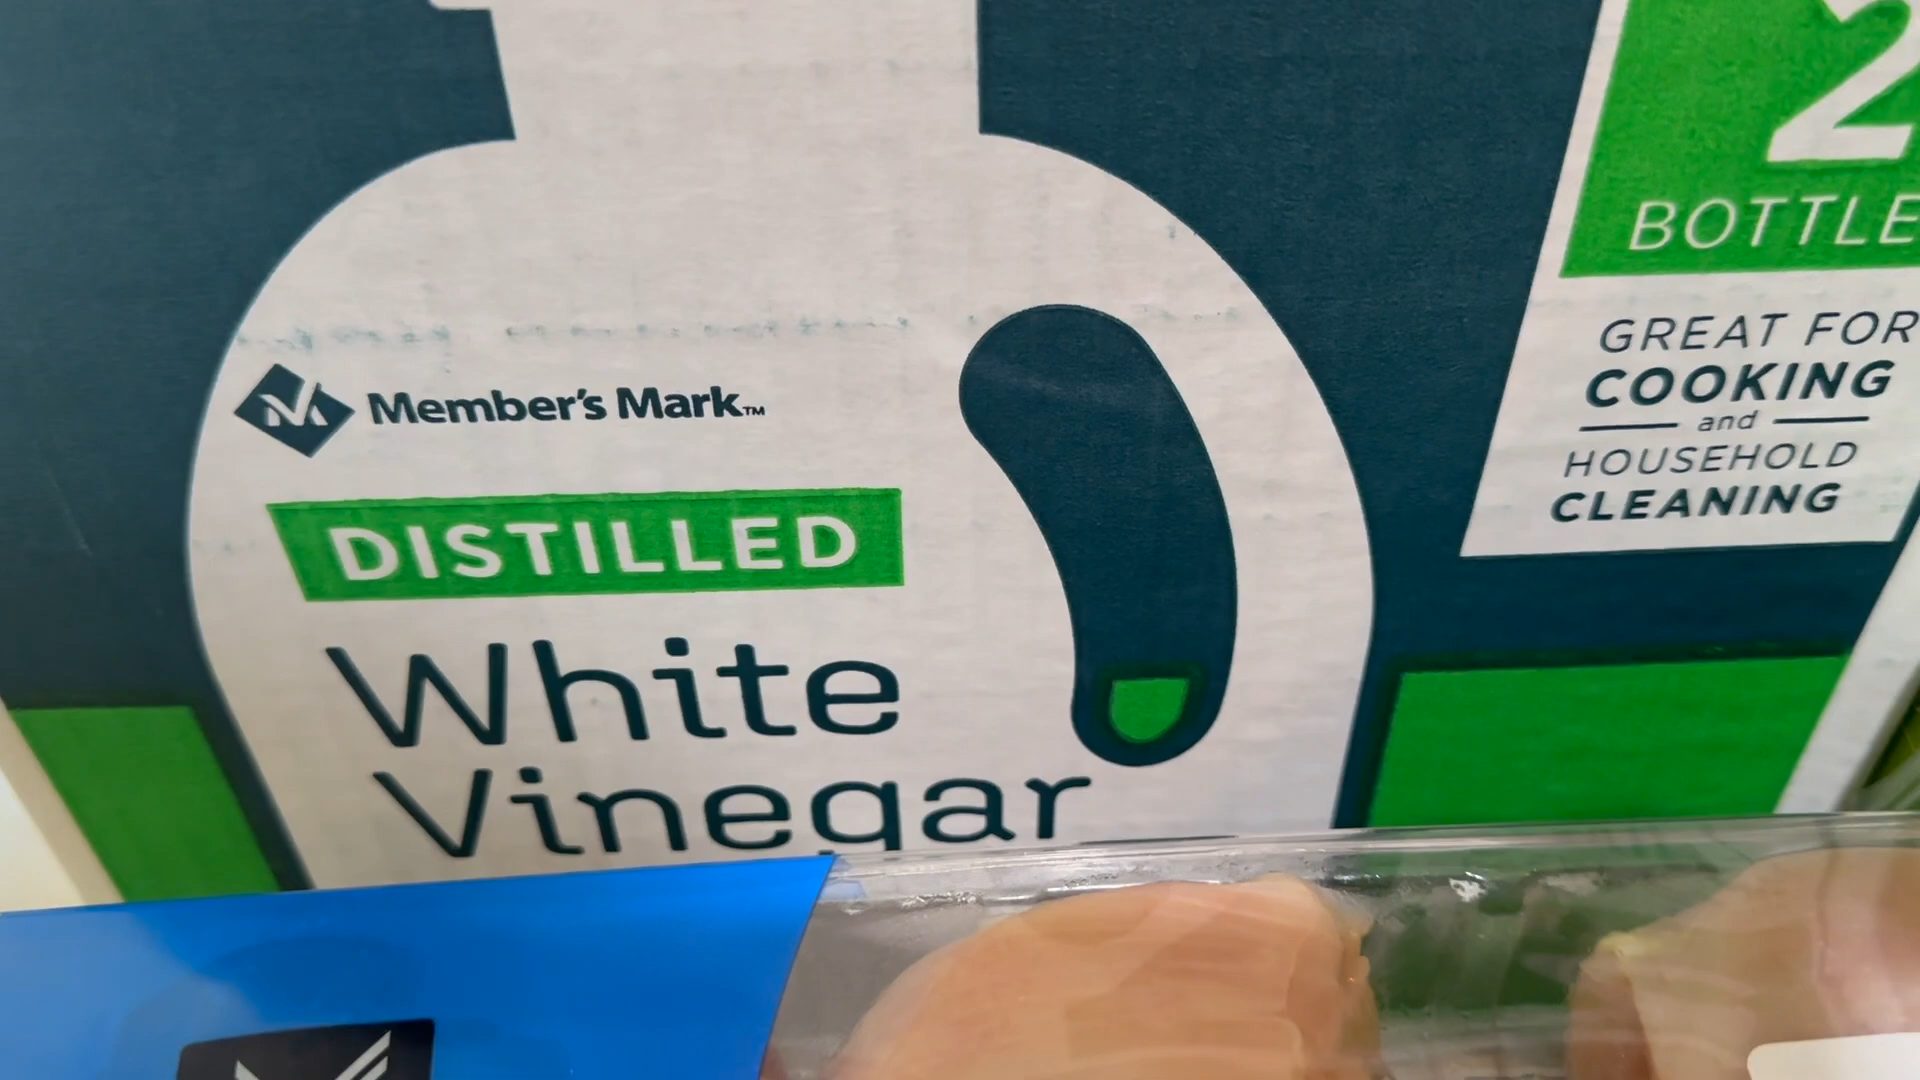 Member's Mark™
DISTILLED
White
Vinegar
2
BOTTLE
GREAT FOR
COOKING
and
HOUSEHOLD
CLEANING